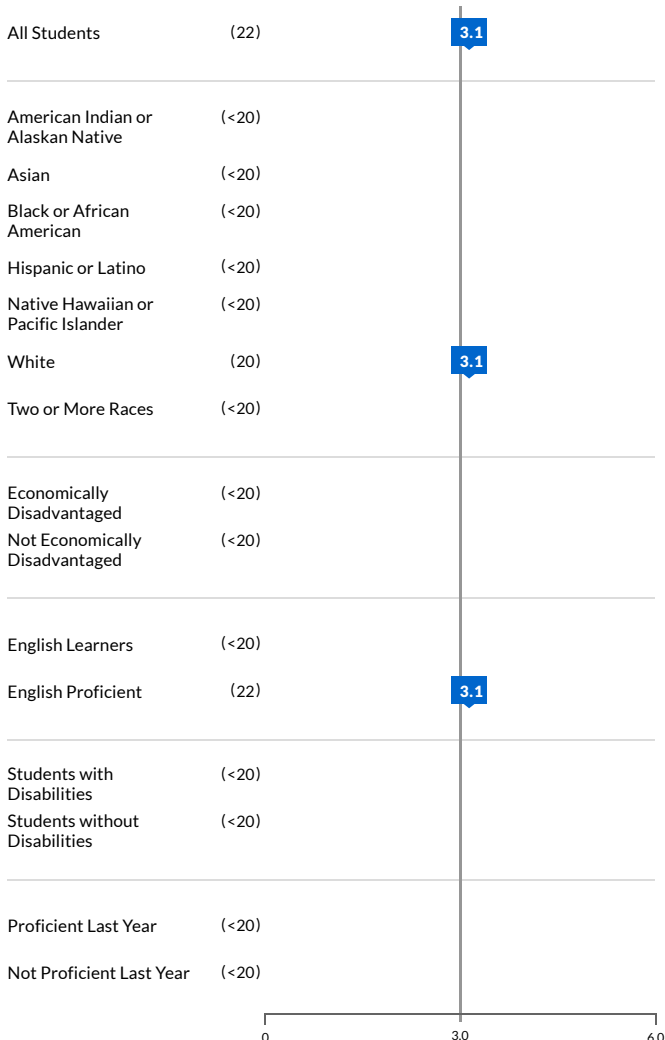 All Students (22) 3.1
American Indian or (<20)
Alaskan Native
Asian (<20)
Black or African (<20)
American
Hispanic or Latino (<20)
Native Hawaiian or (<20)
Pacific Islander
White (20) 3.1
Two or More Races (<20)
Economically (<20)
Disadvantaged
Not Economically (<20)
Disadvantaged
English Learners (<20)
English Proficient (22) 3.1
Students with (<20)
Disabilities
Students without (<20)
Disabilities
Proficient Last Year (<20)
Not Proficient Last Year (<20)
0 3.0 6.0